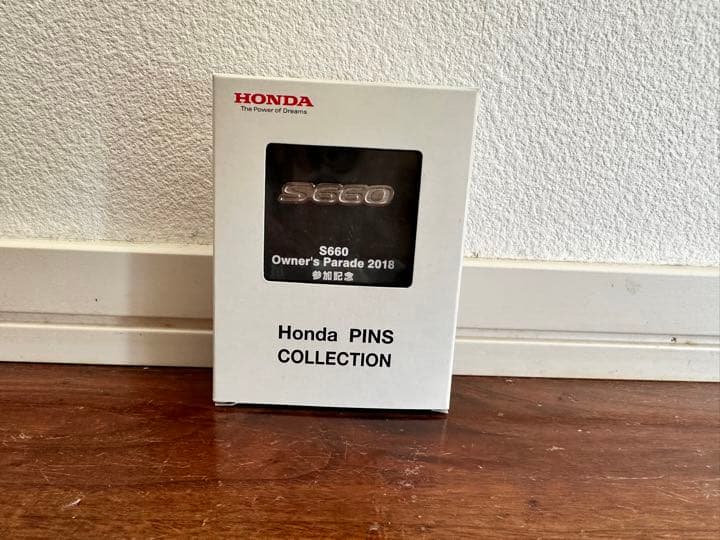 HONDA
The Power of Dreams
S660
S660
Owner's Parade 2018
参加記念
Honda PINS
COLLECTION